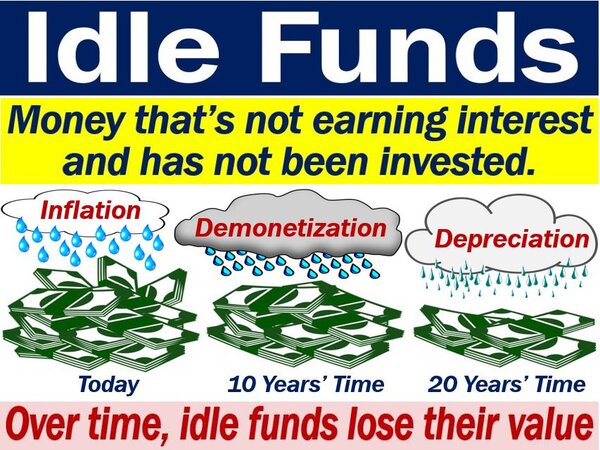 Idle Funds
Money that's not earning interest
and has not been invested.
Inflation
Demonetization
Depreciation
Today
10 Years' Time
20 Years' Time
Over time, idle funds lose their value